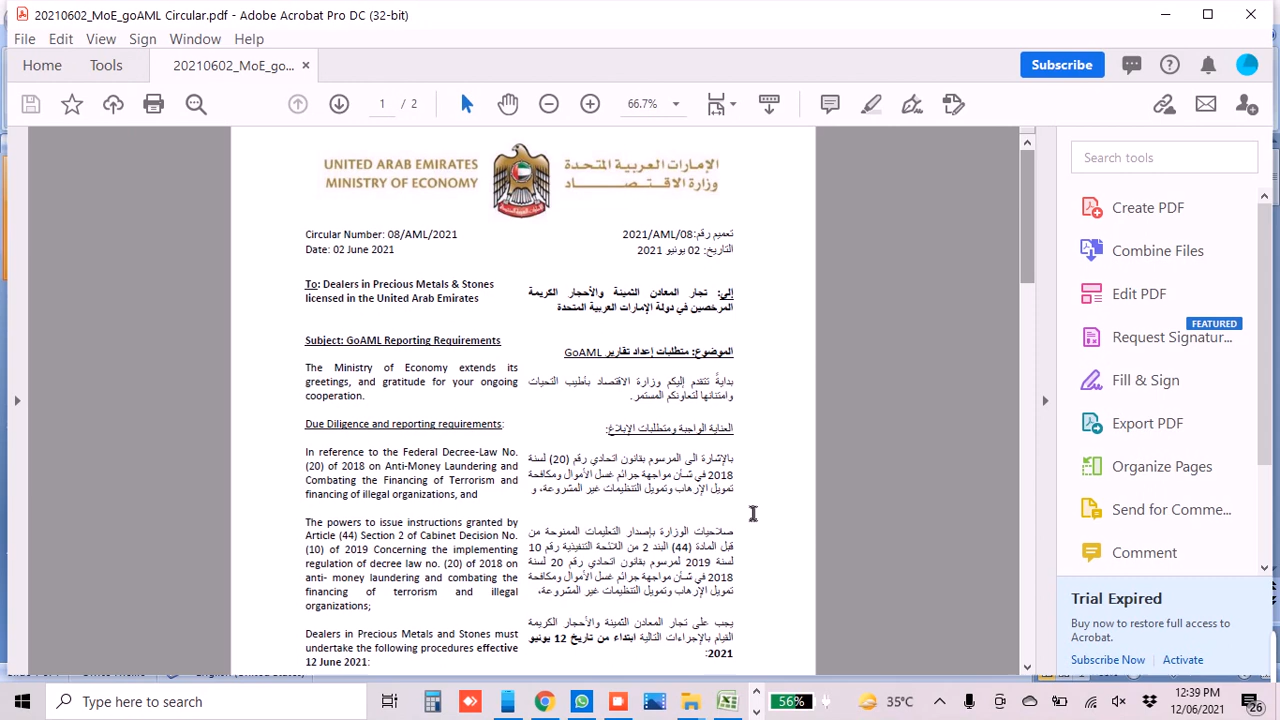 20210602_MoE_goAML Circular.pdf - Adobe Acrobat Pro DC (32-bit)
File Edit View Sign Window Help
Home Tools 20210602_MoE_go... × Subscribe
1 / 2 66.7%
UNITED ARAB EMIRATES
MINISTRY OF ECONOMY
الإمارات العربية المتحدة
وزارة الاقتصاد
Circular Number: 08/AML/2021
Date: 02 June 2021
To: Dealers in Precious Metals & Stones
licensed in the United Arab Emirates
Subject: GoAML Reporting Requirements
The Ministry of Economy extends its
greetings, and gratitude for your ongoing
cooperation.
Due Diligence and reporting requirements:
In reference to the Federal Decree-Law No.
(20) of 2018 on Anti-Money Laundering and
Combating the Financing of Terrorism and
financing of illegal organizations, and
The powers to issue instructions granted by
Article (44) Section 2 of Cabinet Decision No.
(10) of 2019 Concerning the implementing
regulation of decree law no. (20) of 2018 on
anti- money laundering and combating the
financing of terrorism and illegal
organizations;
Dealers in Precious Metals and Stones must
undertake the following procedures effective
12 June 2021:
تعميم رقم:08/AML/2021
التاريخ: 02 يونيو 2021
إلى: تجار المعادن الثمينة والأحجار الكريمة
المرخصين في دولة الإمارات العربية المتحدة
الموضوع: متطلبات إعداد تقارير GoAML
بدايةً تتقدم إليكم وزارة الاقتصاد بأطيب التحيات
وامتنانها لتعاونكم المستمر.
العناية الواجبة ومتطلبات الإبلاغ:
بالإشارة الى المرسوم بقانون اتحادي رقم (20) لسنة
2018 في شأن مواجهة جرائم غسل الأموال ومكافحة
تمويل الإرهاب وتمويل التنظيمات غير المشروعة، و
صلاحيات الوزارة بإصدار التعليمات الممنوحة من
قبل المادة (44) البند 2 من اللائحة التنفيذية رقم 10
لسنة 2019 لمرسوم بقانون اتحادي رقم 20 لسنة
2018 في شأن مواجهة جرائم غسل الأموال ومكافحة
تمويل الإرهاب وتمويل التنظيمات غير المشروعة،
يجب على تجار المعادن الثمينة والأحجار الكريمة
القيام بالإجراءات التالية ابتداء من تاريخ 12 يونيو
2021:
Search tools
Create PDF
Combine Files
Edit PDF
FEATURED
Request Signatur...
Fill & Sign
Export PDF
Organize Pages
Send for Comme...
Comment
Trial Expired
Buy now to restore full access to
Acrobat.
Subscribe Now Activate
Type here to search 56% 35°C 12:39 PM
12/06/2021 26